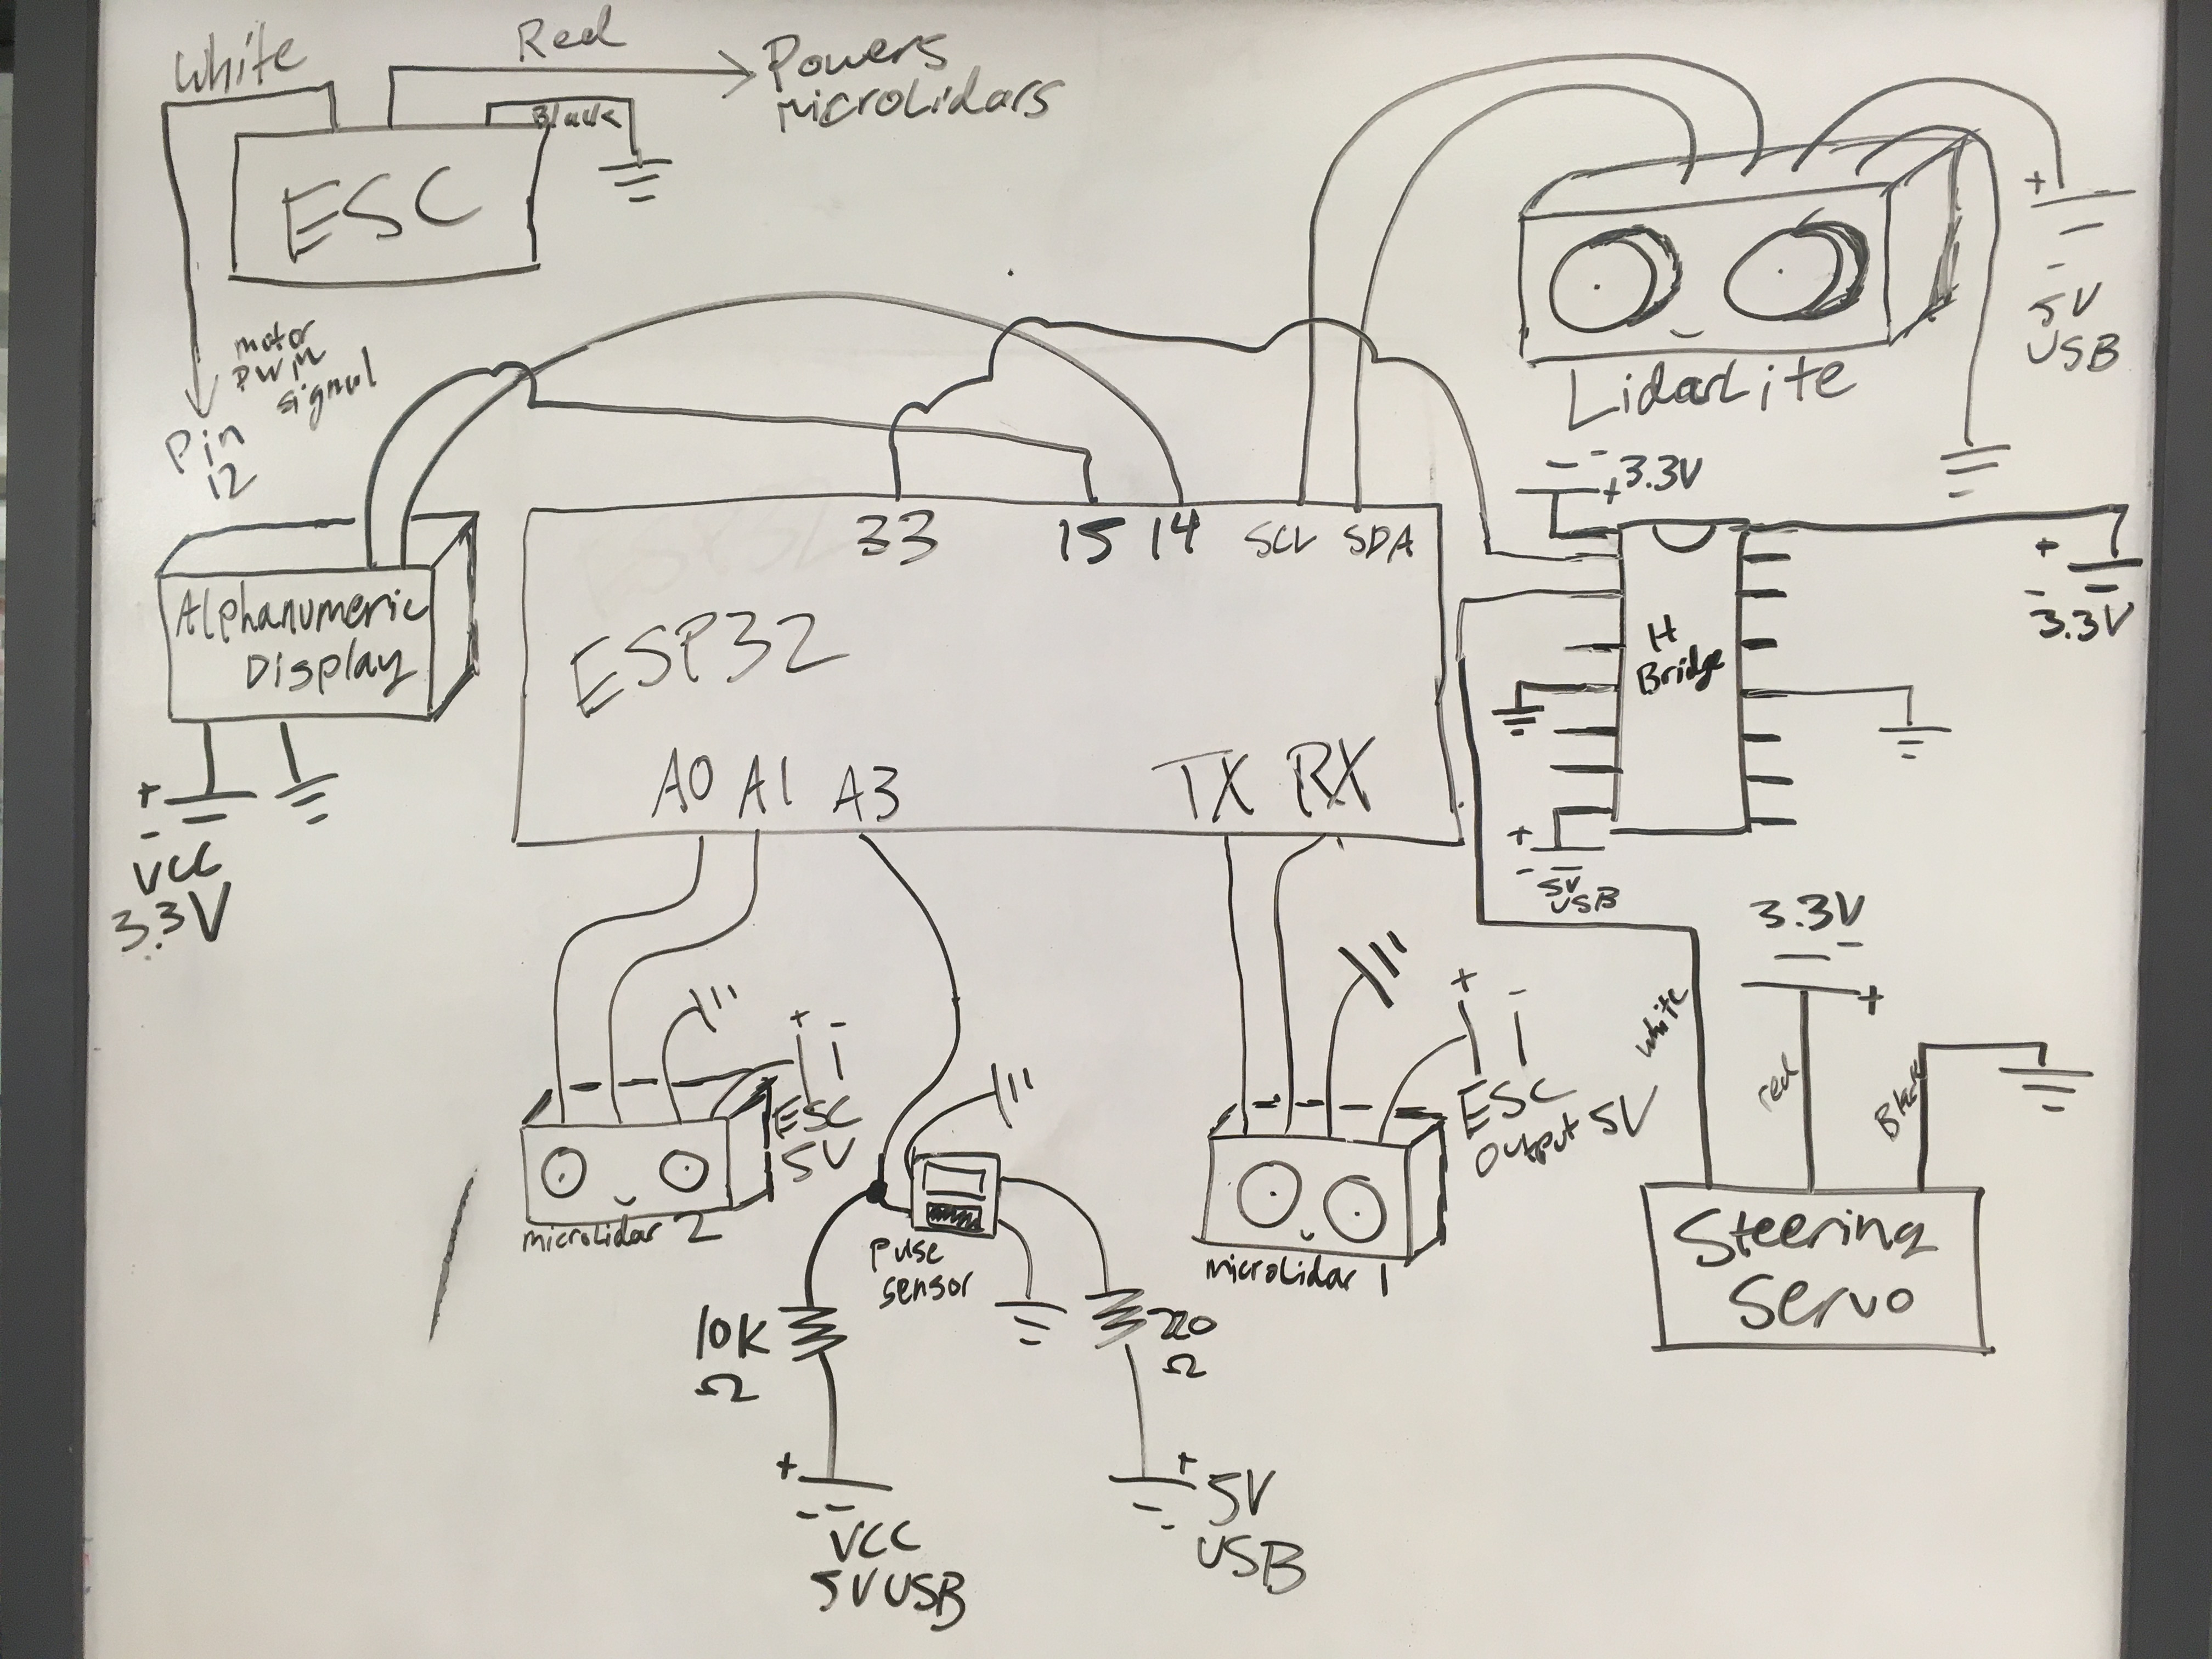 White
Red
Powers
MicroLidars
Black
ESC
motor
PWM
signal
Pin
12
+
-
5V
USB
LidarLite
-
+3.3V
33
15
14
SCL
SDA
ESP32
A0
A1
A3
TX
RX
Alphanumeric
Display
+
-
VCC
3.3V
H
Bridge
+
-
3.3V
+
-
5V
USB
3.3V
-
+
white
red
Black
Steering
Servo
+
-
ESC
5V
microLidar 2
Pulse
sensor
+
-
ESC
Output 5V
microLidar 1
10K
Ω
220
Ω
+
-
VCC
5V USB
+
-
5V
USB